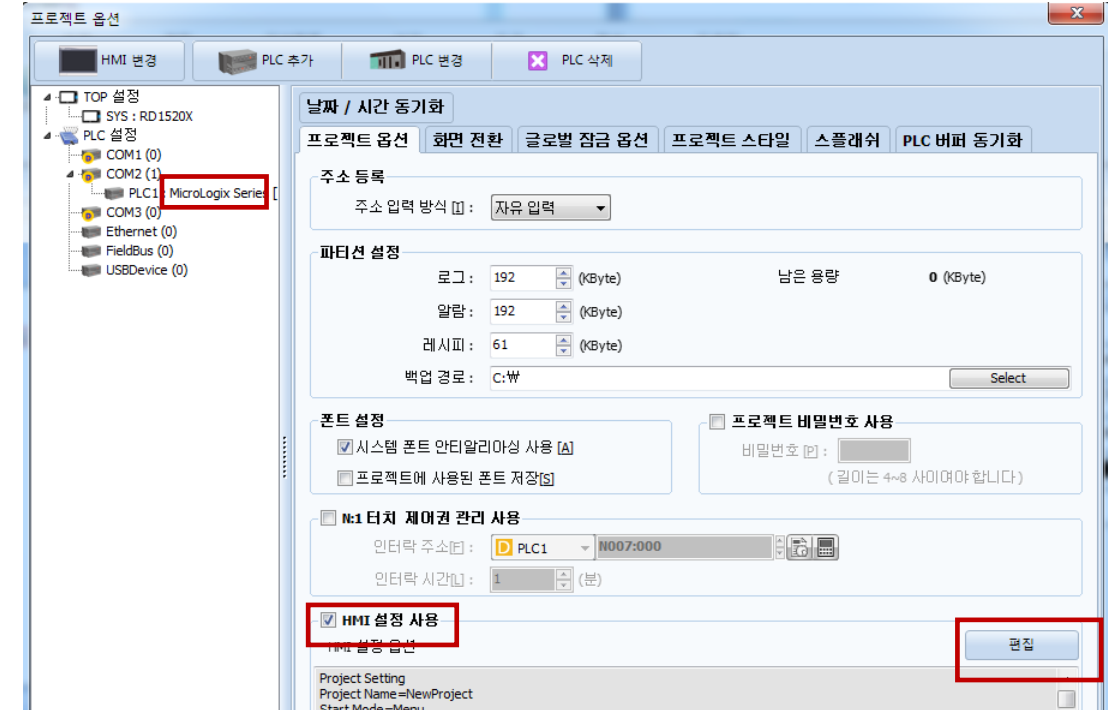 프로젝트 옵션
HMI 변경 PLC 추가 PLC 변경 PLC 삭제
TOP 설정
SYS : RD1520X
PLC 설정
COM1 (0)
COM2 (1)
PLC1 : MicroLogix Series [
COM3 (0)
Ethernet (0)
FieldBus (0)
USBDevice (0)
날짜 / 시간 동기화
프로젝트 옵션 화면 전환 글로벌 잠금 옵션 프로젝트 스타일 스플래쉬 PLC 버퍼 동기화
주소 등록
주소 입력 방식 [I] : 자유 입력
파티션 설정
로그 : 192 (KByte) 남은 용량 0 (KByte)
알람 : 192 (KByte)
레시피 : 61 (KByte)
백업 경로 : C:₩ Select
폰트 설정
시스템 폰트 안티알리아싱 사용 [A]
프로젝트에 사용된 폰트 저장[S]
프로젝트 비밀번호 사용
비밀번호 [P] :
( 길이는 4~8 사이여야 합니다 )
N:1 터치 제어권 관리 사용
인터락 주소[F] : D PLC1 N007:000
인터락 시간[L] : 1 (분)
HMI 설정 사용
HMI 설정 옵션 편집
Project Setting
Project Name=NewProject
Start Mode=Menu